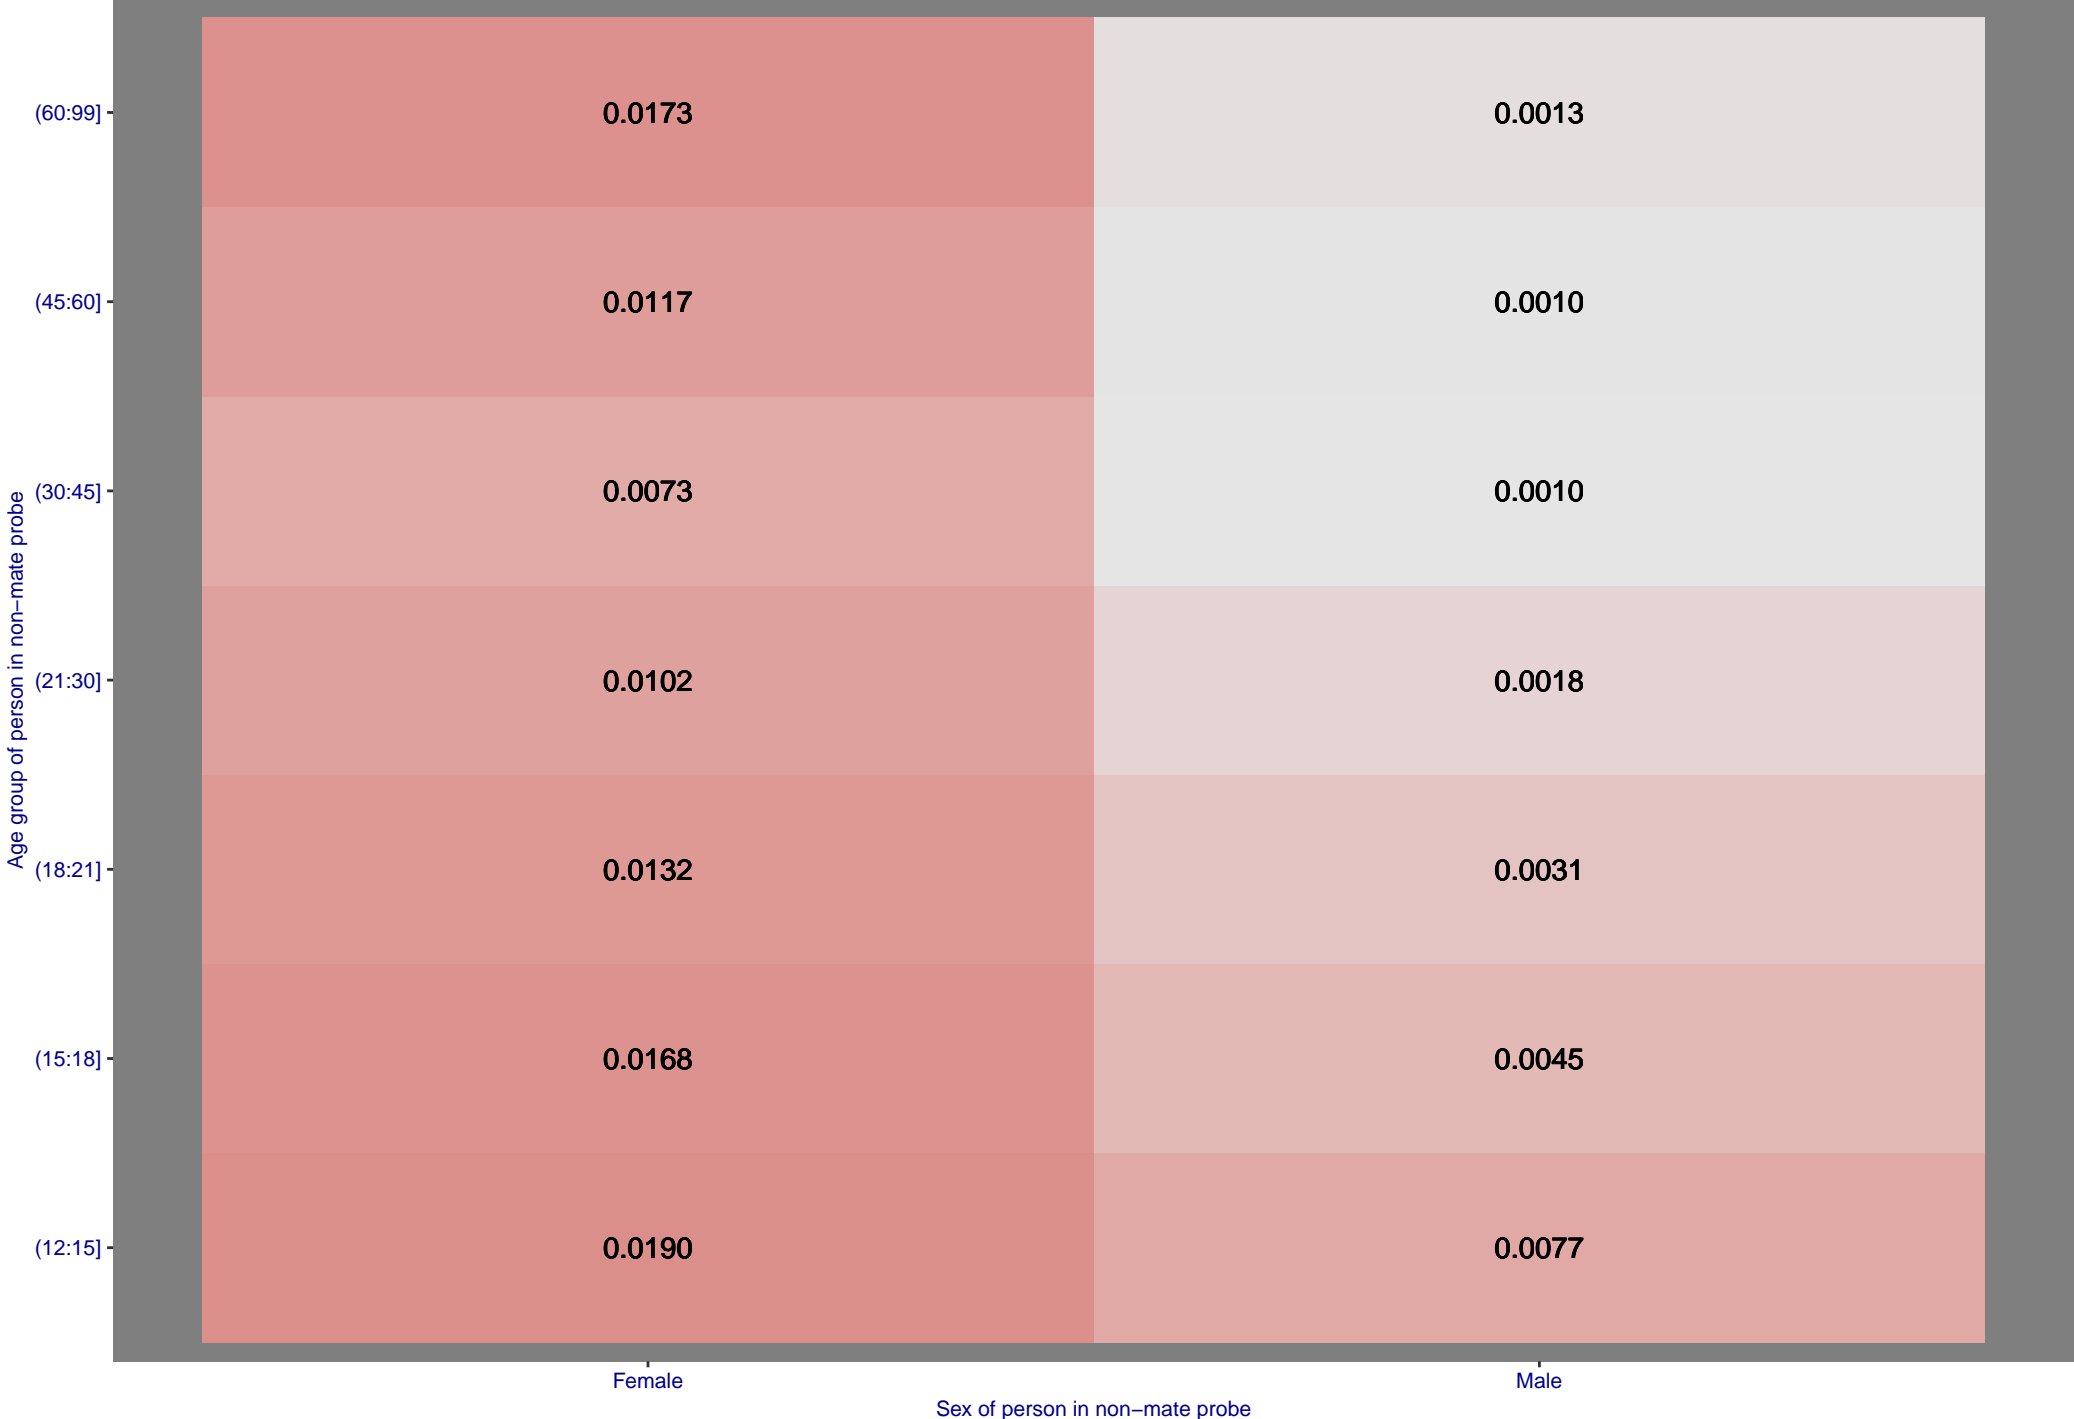 (60:99] 0.0173 0.0013
(45:60] 0.0117 0.0010
(30:45] 0.0073 0.0010
(21:30] 0.0102 0.0018
(18:21] 0.0132 0.0031
(15:18] 0.0168 0.0045
(12:15] 0.0190 0.0077
Age group of person in non−mate probe
Female Male
Sex of person in non−mate probe